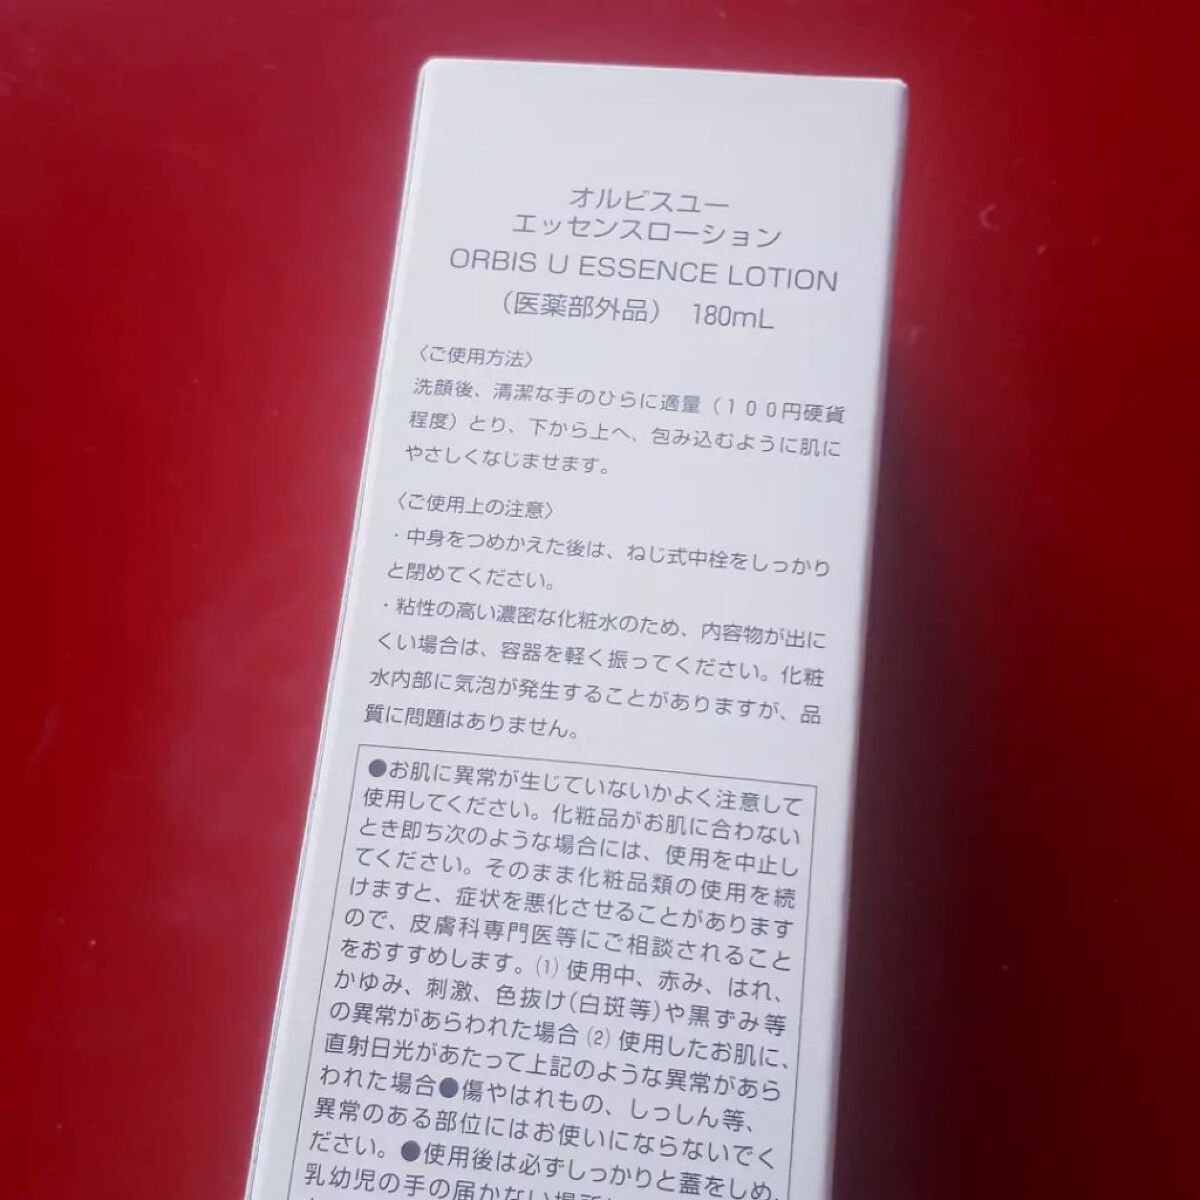 オルビスユー
エッセンスローション
ORBIS U ESSENCE LOTION
（医薬部外品） 180mL
〈ご使用方法〉
洗顔後、清潔な手のひらに適量（１００円硬貨
程度）とり、下から上へ、包み込むように肌に
やさしくなじませます。
〈ご使用上の注意〉
・中身をつめかえた後は、ねじ式中栓をしっかり
と閉めてください。
・粘性の高い濃密な化粧水のため、内容物が出に
くい場合は、容器を軽く振ってください。化粧
水内部に気泡が発生することがありますが、品
質に問題はありません。
●お肌に異常が生じていないかよく注意して
使用してください。化粧品がお肌に合わない
とき即ち次のような場合には、使用を中止し
てください。そのまま化粧品類の使用を続
けますと、症状を悪化させることがあります
ので、皮膚科専門医等にご相談されること
をおすすめします。⑴ 使用中、赤み、はれ、
かゆみ、刺激、色抜け(白斑等)や黒ずみ等
の異常があらわれた場合 ⑵ 使用したお肌に、
直射日光があたって上記のような異常があら
われた場合●傷やはれもの、しっしん等、
異常のある部位にはお使いにならないでく
ださい。●使用後は必ずしっかりと蓋をしめ、
乳幼児の手の届かない場所